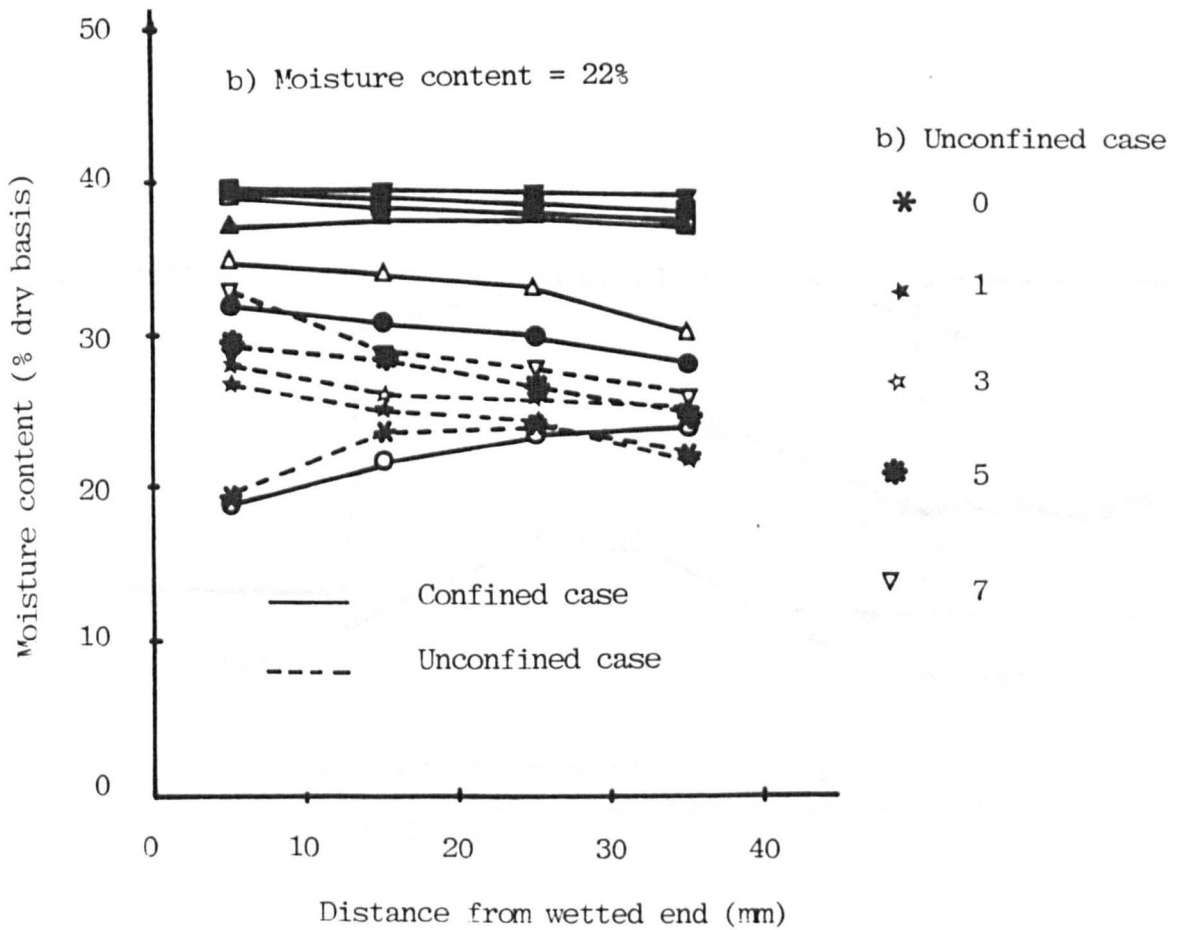 50
b) Moisture content = 22%
b) Unconfined case
40
0
1
30
3
20
5
Confined case
7
10
Unconfined case
0
0 10 20 30 40
Moisture content (% dry basis)
Distance from wetted end (mm)